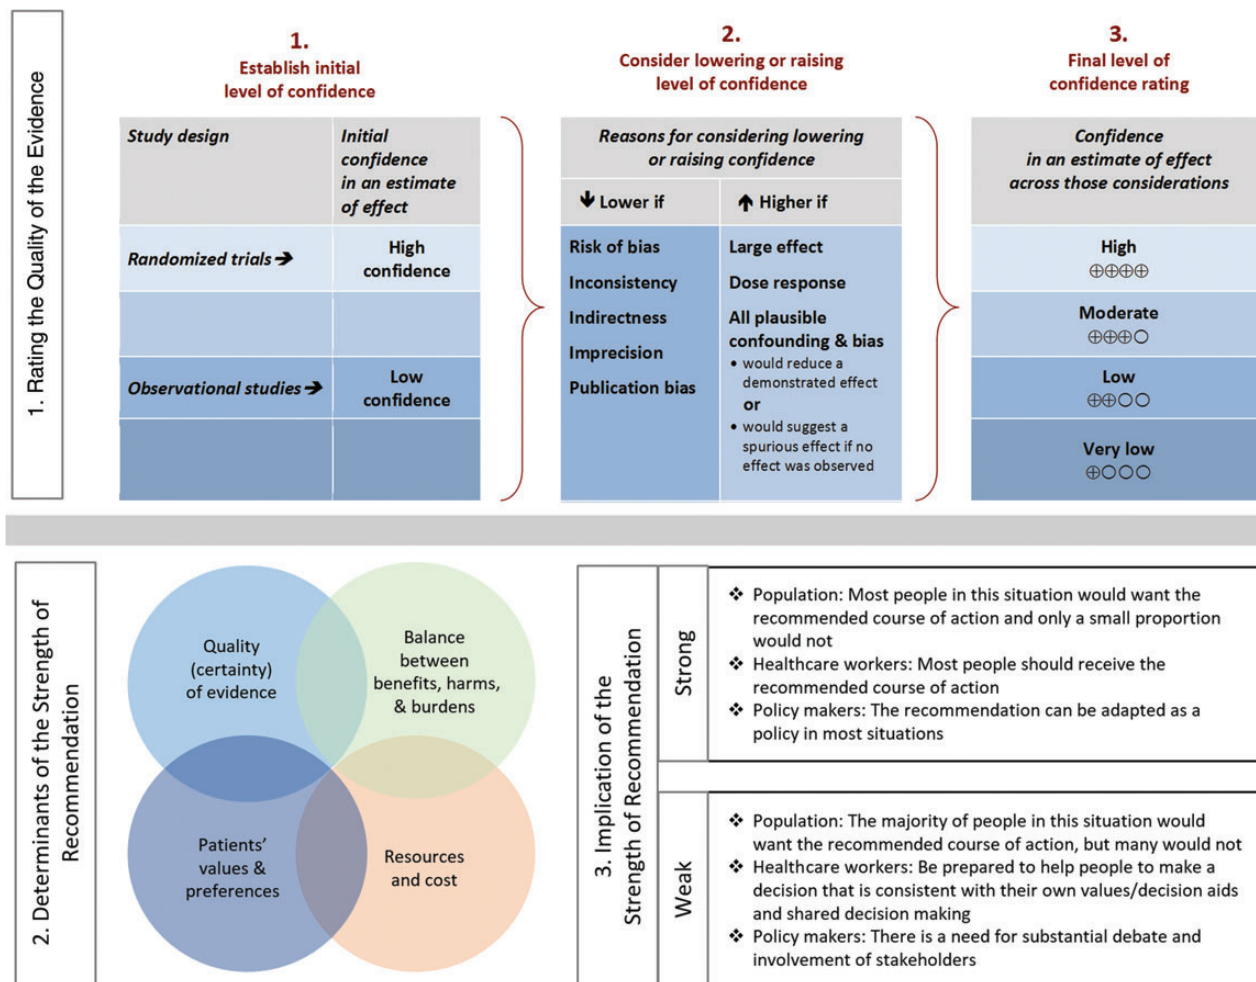 1. Rating the Quality of the Evidence
1.
Establish initial
level of confidence
Study design
Initial
confidence
in an estimate
of effect
Randomized trials ➔
High
confidence
Observational studies ➔
Low
confidence
2.
Consider lowering or raising
level of confidence
Reasons for considering lowering
or raising confidence
🡻 Lower if
🡹 Higher if
Risk of bias
Inconsistency
Indirectness
Imprecision
Publication bias
Large effect
Dose response
All plausible
confounding & bias
• would reduce a
demonstrated effect
or
• would suggest a
spurious effect if no
effect was observed
3.
Final level of
confidence rating
Confidence
in an estimate of effect
across those considerations
High
⊕⊕⊕⊕
Moderate
⊕⊕⊕○
Low
⊕⊕○○
Very low
⊕○○○
2. Determinants of the Strength of
Recommendation
Quality
(certainty)
of evidence
Balance
between
benefits, harms,
& burdens
Patients’
values &
preferences
Resources
and cost
3. Implication of the
Strength of Recommendation
Strong
❖ Population: Most people in this situation would want the
recommended course of action and only a small proportion
would not
❖ Healthcare workers: Most people should receive the
recommended course of action
❖ Policy makers: The recommendation can be adapted as a
policy in most situations
Weak
❖ Population: The majority of people in this situation would
want the recommended course of action, but many would not
❖ Healthcare workers: Be prepared to help people to make a
decision that is consistent with their own values/decision aids
and shared decision making
❖ Policy makers: There is a need for substantial debate and
involvement of stakeholders